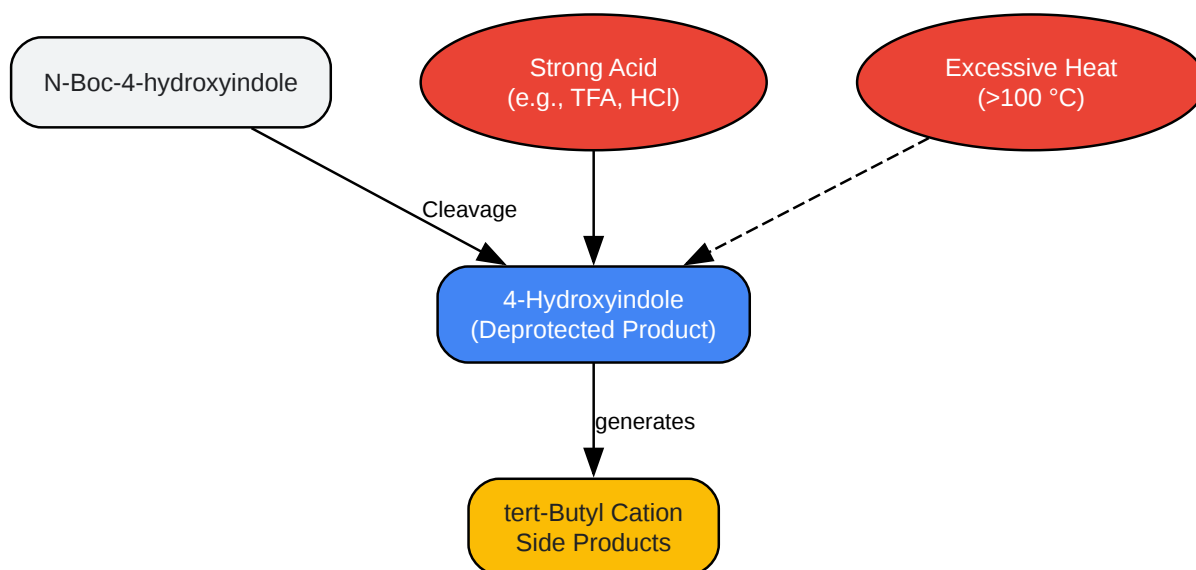 N-Boc-4-hydroxyindole
Strong Acid
(e.g., TFA, HCl)
Excessive Heat
(>100 °C)
Cleavage
4-Hydroxyindole
(Deprotected Product)
generates
tert-Butyl Cation
Side Products